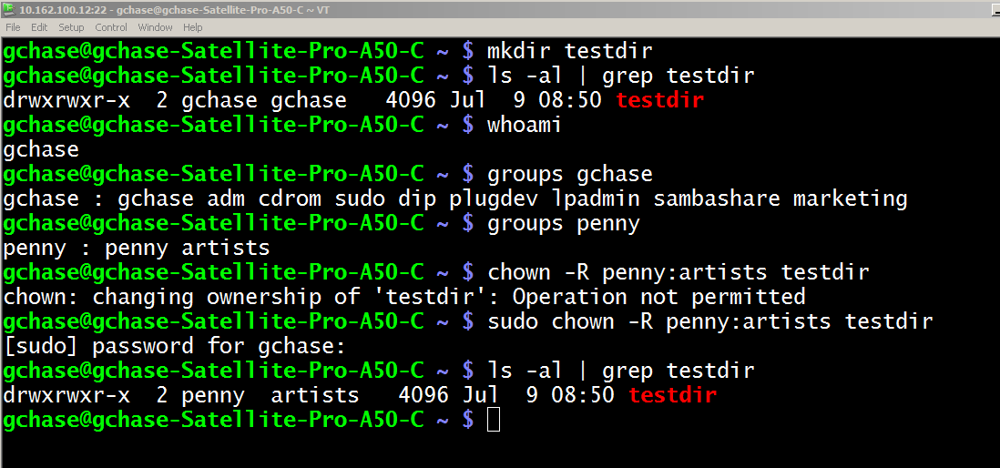 10.162.100.12:22 - gchase@gchase-Satellite-Pro-A50-C ~ VT
File Edit Setup Control Window Help
gchase@gchase-Satellite-Pro-A50-C ~ $ mkdir testdir
gchase@gchase-Satellite-Pro-A50-C ~ $ ls -al | grep testdir
drwxrwxr-x  2 gchase gchase   4096 Jul  9 08:50 testdir
gchase@gchase-Satellite-Pro-A50-C ~ $ whoami
gchase
gchase@gchase-Satellite-Pro-A50-C ~ $ groups gchase
gchase : gchase adm cdrom sudo dip plugdev lpadmin sambashare marketing
gchase@gchase-Satellite-Pro-A50-C ~ $ groups penny
penny : penny artists
gchase@gchase-Satellite-Pro-A50-C ~ $ chown -R penny:artists testdir
chown: changing ownership of 'testdir': Operation not permitted
gchase@gchase-Satellite-Pro-A50-C ~ $ sudo chown -R penny:artists testdir
[sudo] password for gchase:
gchase@gchase-Satellite-Pro-A50-C ~ $ ls -al | grep testdir
drwxrwxr-x  2 penny  artists   4096 Jul  9 08:50 testdir
gchase@gchase-Satellite-Pro-A50-C ~ $